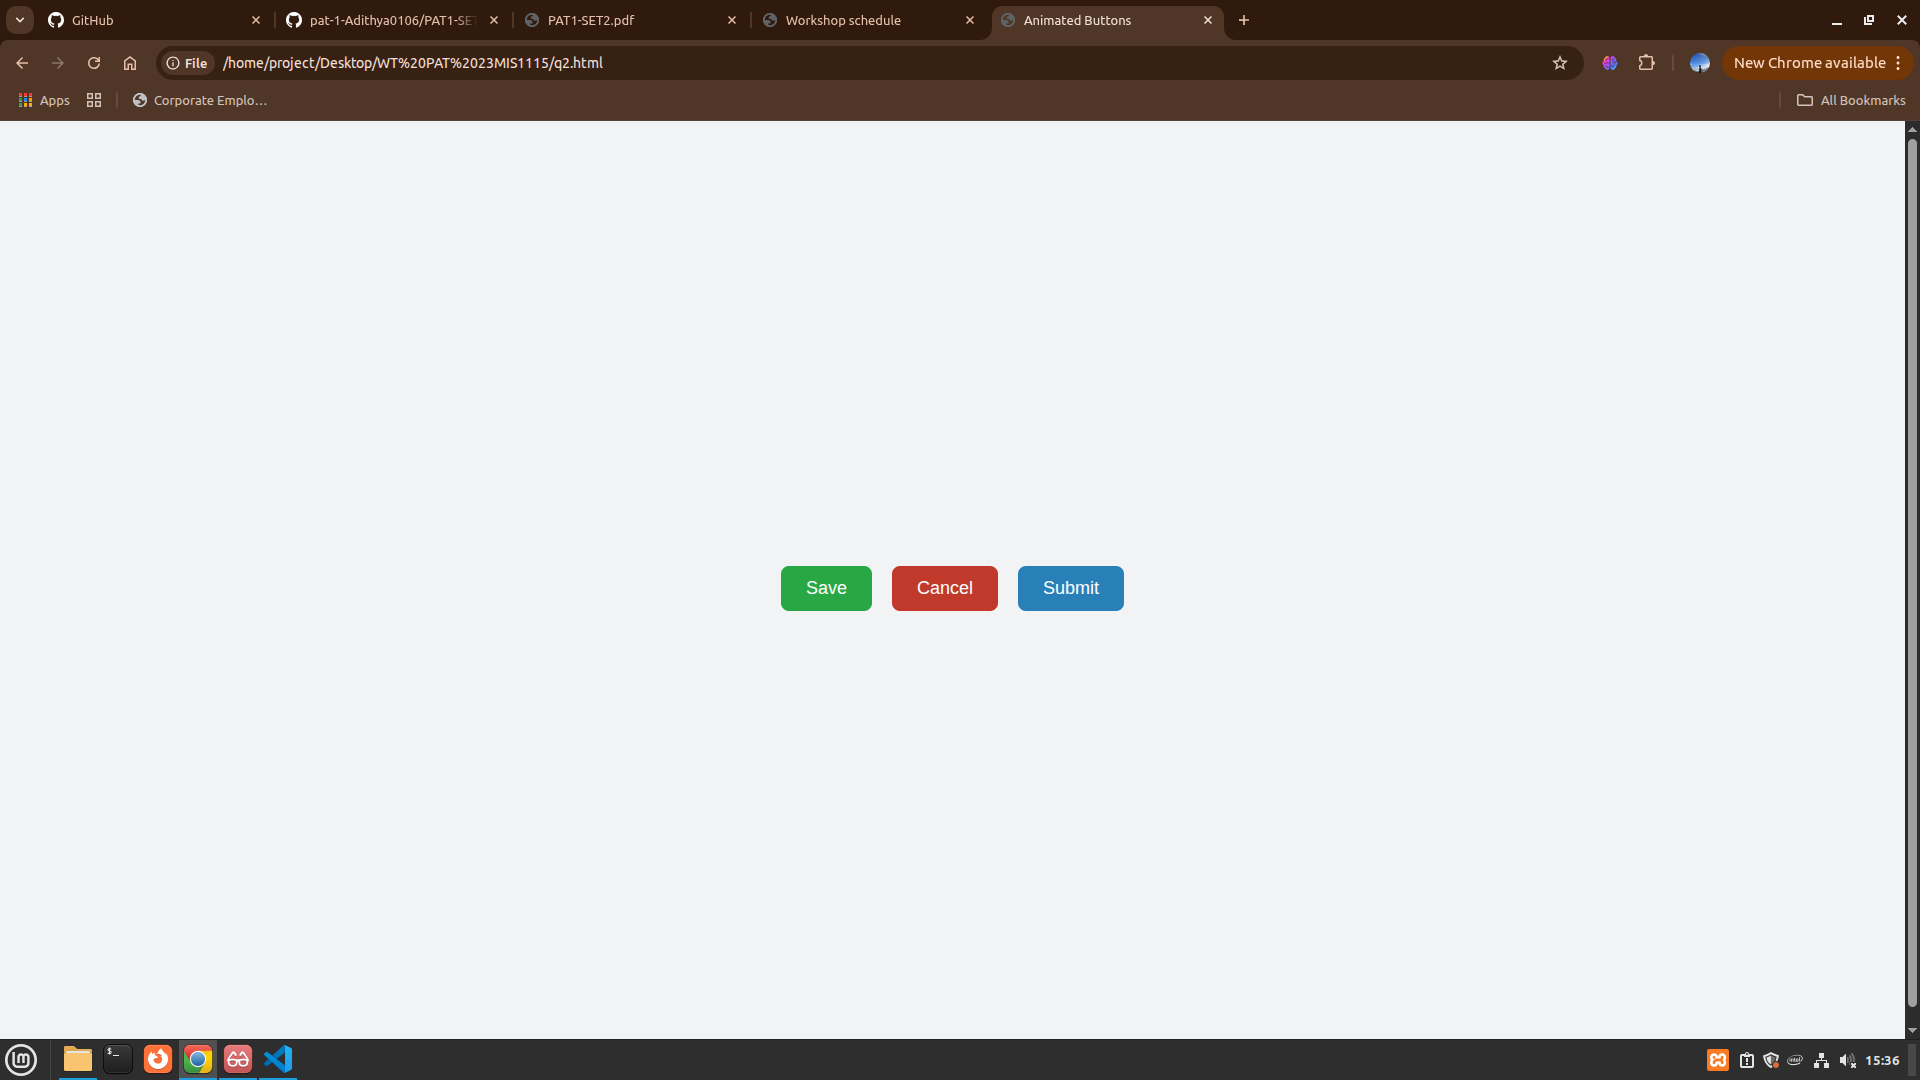 GitHub
pat-1-Adithya0106/PAT1-SET
PAT1-SET2.pdf
Workshop schedule
Animated Buttons
File
/home/project/Desktop/WT%20PAT%2023MIS1115/q2.html
New Chrome available
Apps
Corporate Emplo...
All Bookmarks
Save
Cancel
Submit
15:36